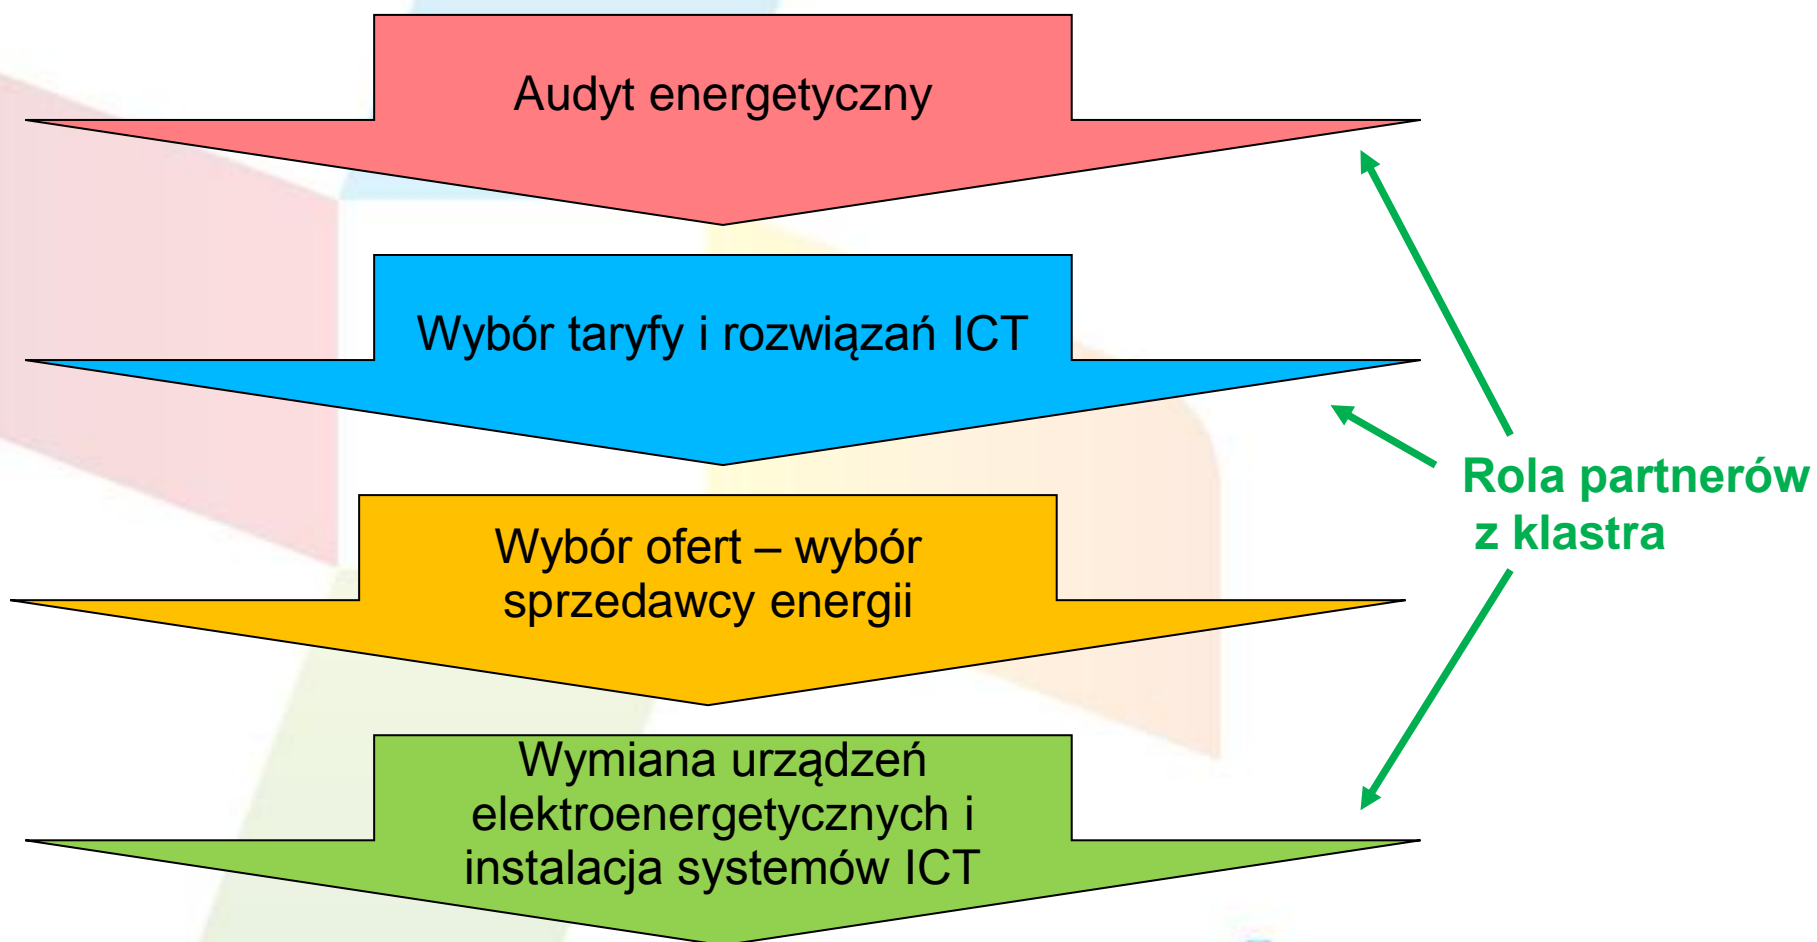 Audyt energetyczny
Wybór taryfy i rozwiązań ICT
Wybór ofert – wybór
sprzedawcy energii
Wymiana urządzeń
elektroenergetycznych i
instalacja systemów ICT
Rola partnerów
z klastra